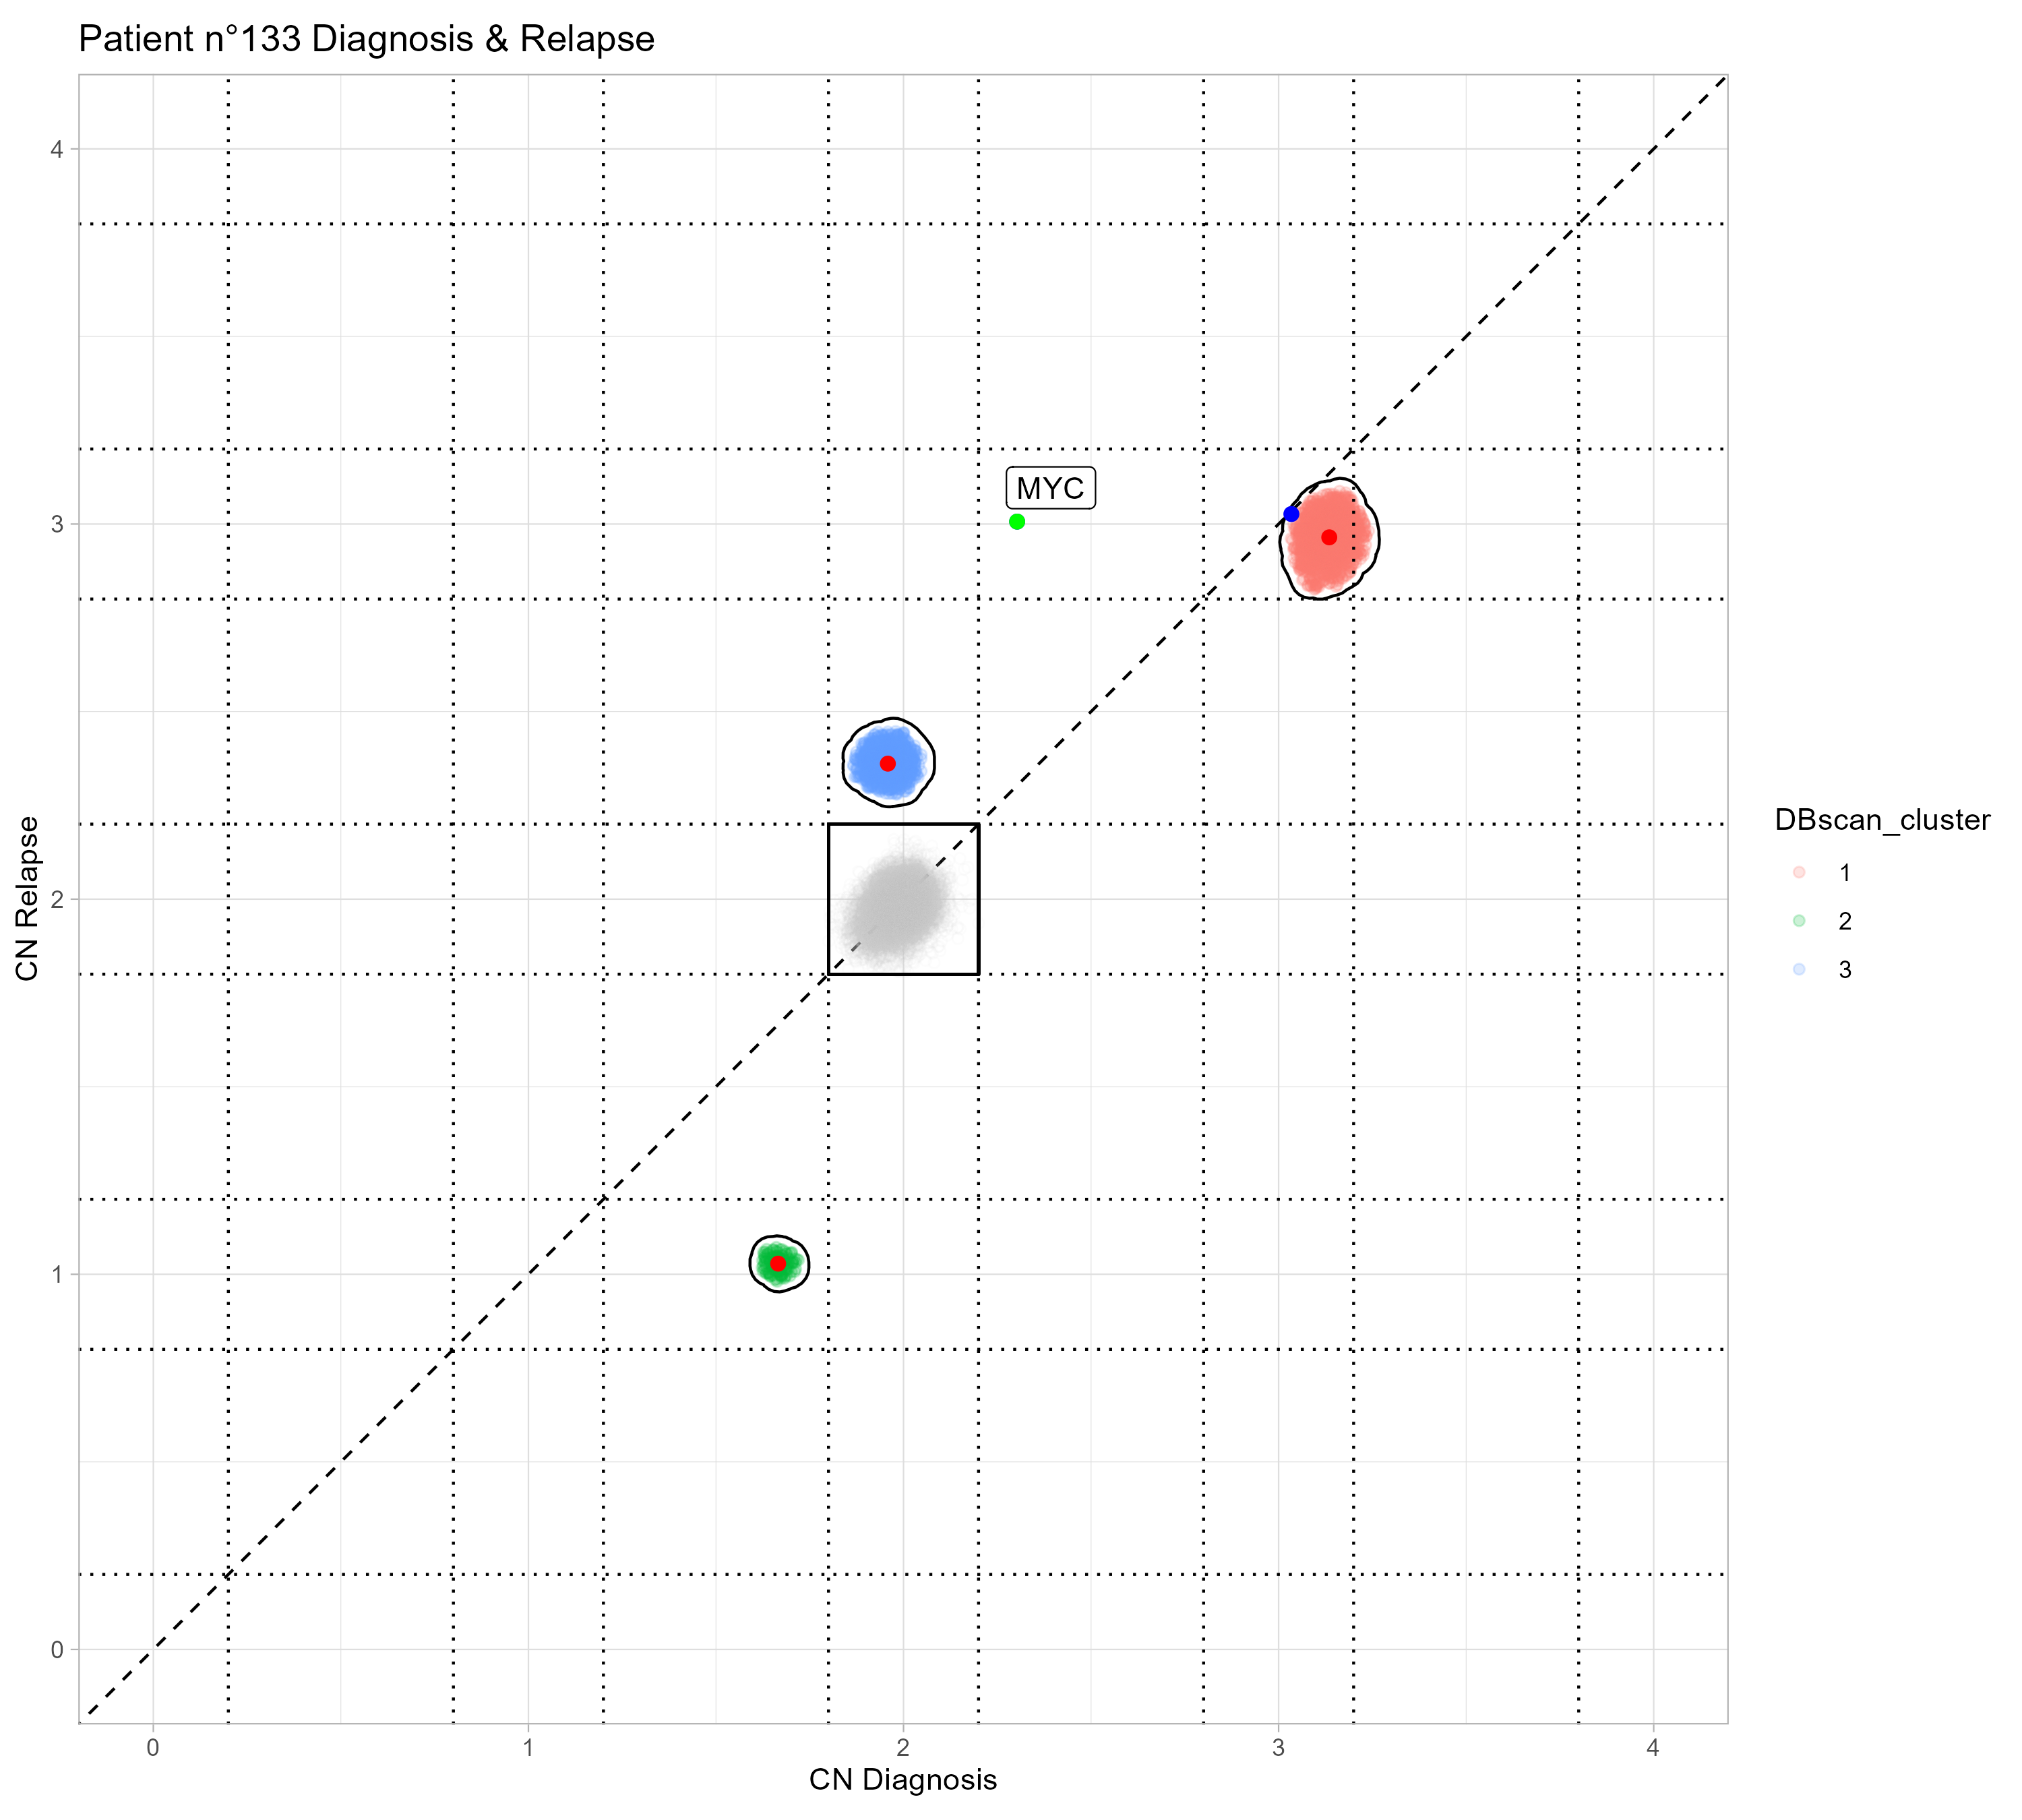 Patient n°133 Diagnosis & Relapse
4
3
2
1
0
CN Relapse
MYC
0 1 2 3 4
CN Diagnosis
DBscan_cluster
1
2
3